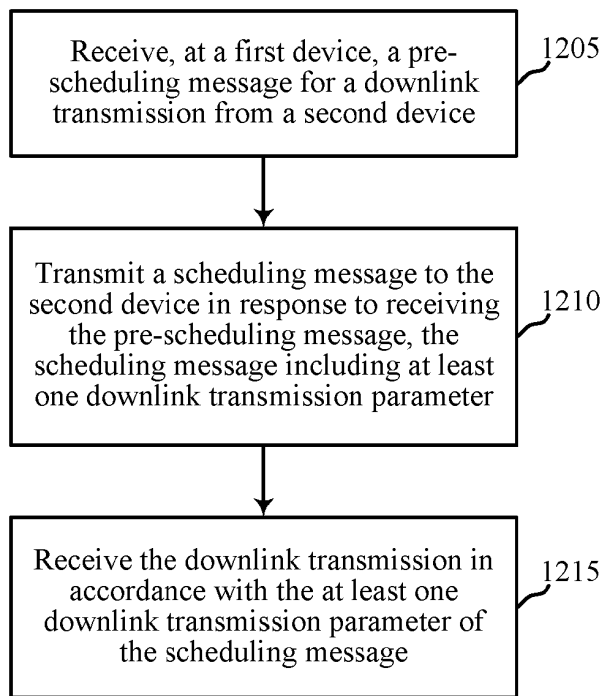 Receive, at a first device, a pre-
scheduling message for a downlink
transmission from a second device
1205
Transmit a scheduling message to the
second device in response to receiving
the pre-scheduling message, the
scheduling message including at least
one downlink transmission parameter
1210
Receive the downlink transmission in
accordance with the at least one
downlink transmission parameter of
the scheduling message
1215